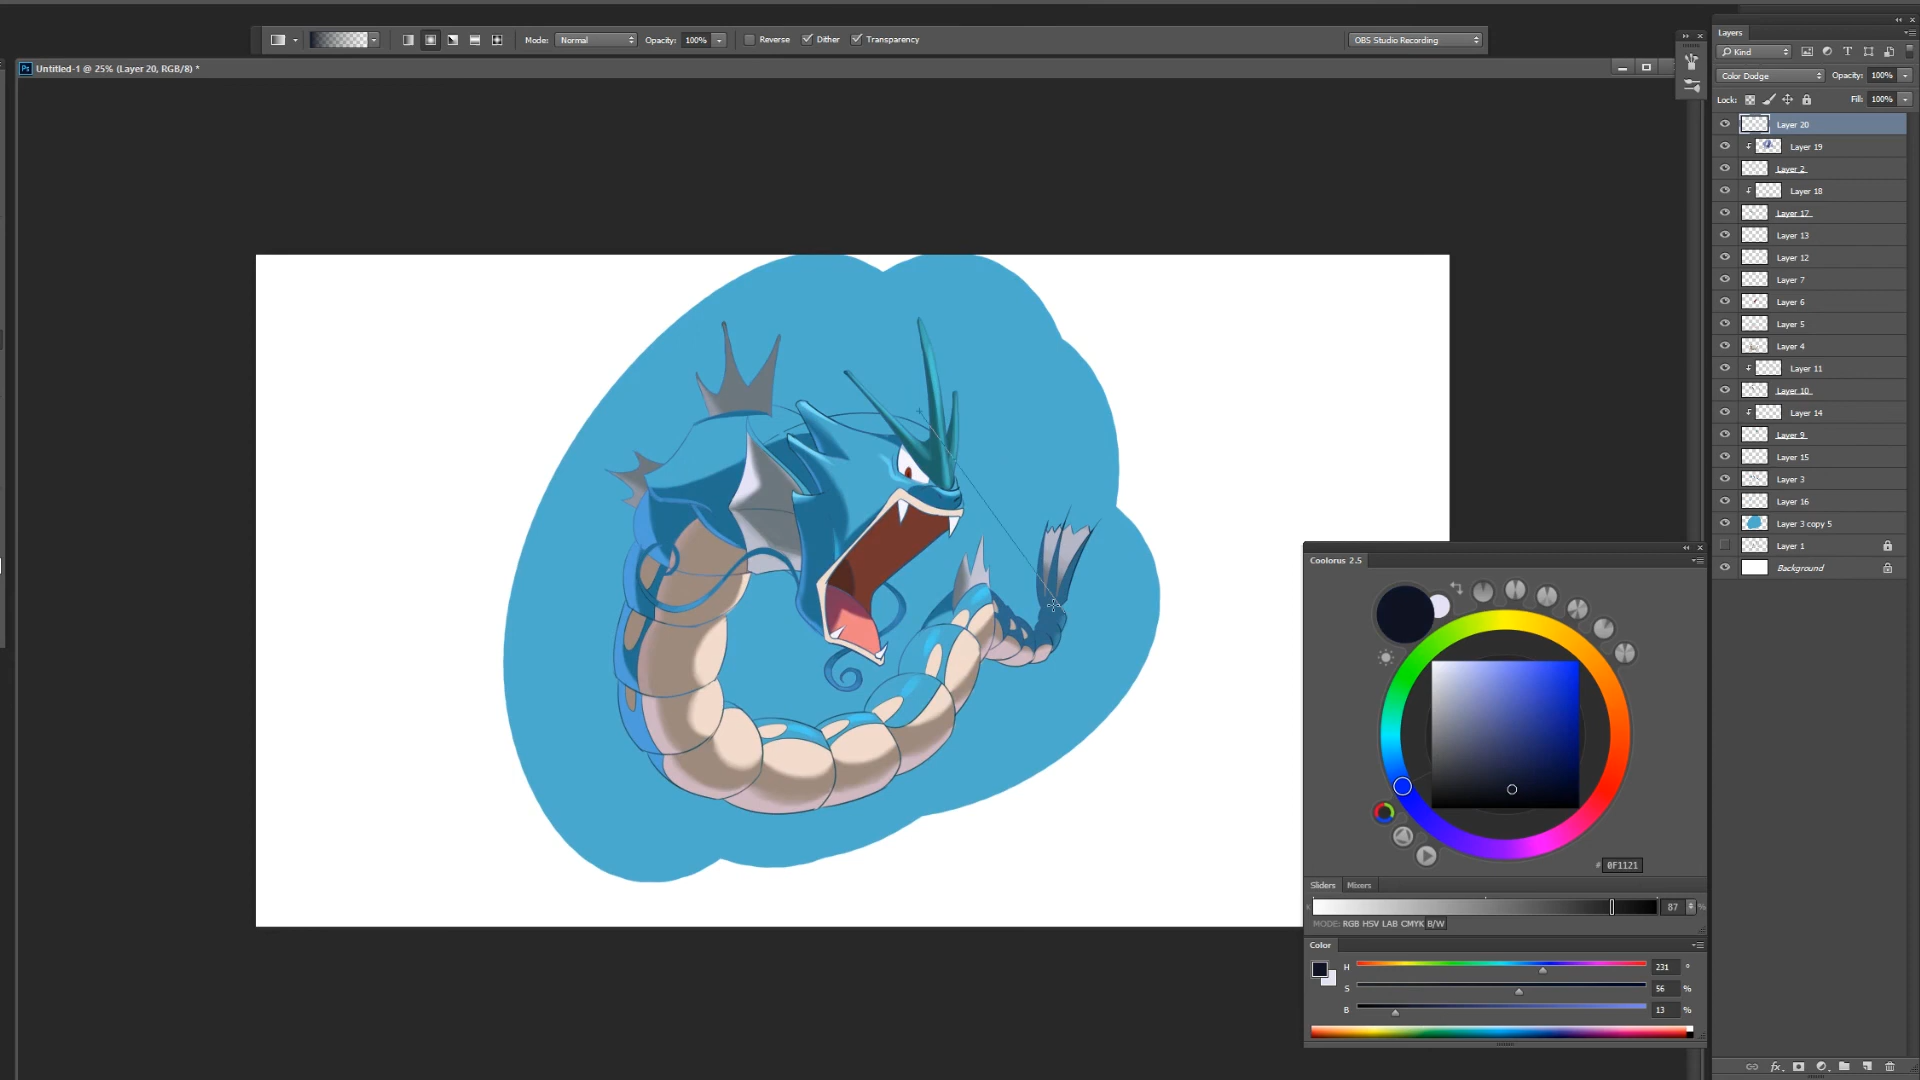 Mode: Normal Opacity: 100% Reverse Dither Transparency OBS Studio Recording
Ps Untitled-1 @ 25% (Layer 20, RGB/8) *
Layers
Kind
Color Dodge Opacity: 100%
Lock: Fill: 100%
Layer 20
Layer 19
Layer 2
Layer 18
Layer 17
Layer 13
Layer 12
Layer 7
Layer 6
Layer 5
Layer 4
Layer 11
Layer 10
Layer 14
Layer 9
Layer 15
Layer 3
Layer 16
Layer 3 copy 5
Layer 1
Background
Coolorus 2.5
# 0F1121
Sliders Mixers
K 87 %
MODE: RGB HSV LAB CMYK B/W
Color
H 231 °
S 56 %
B 13 %
fx